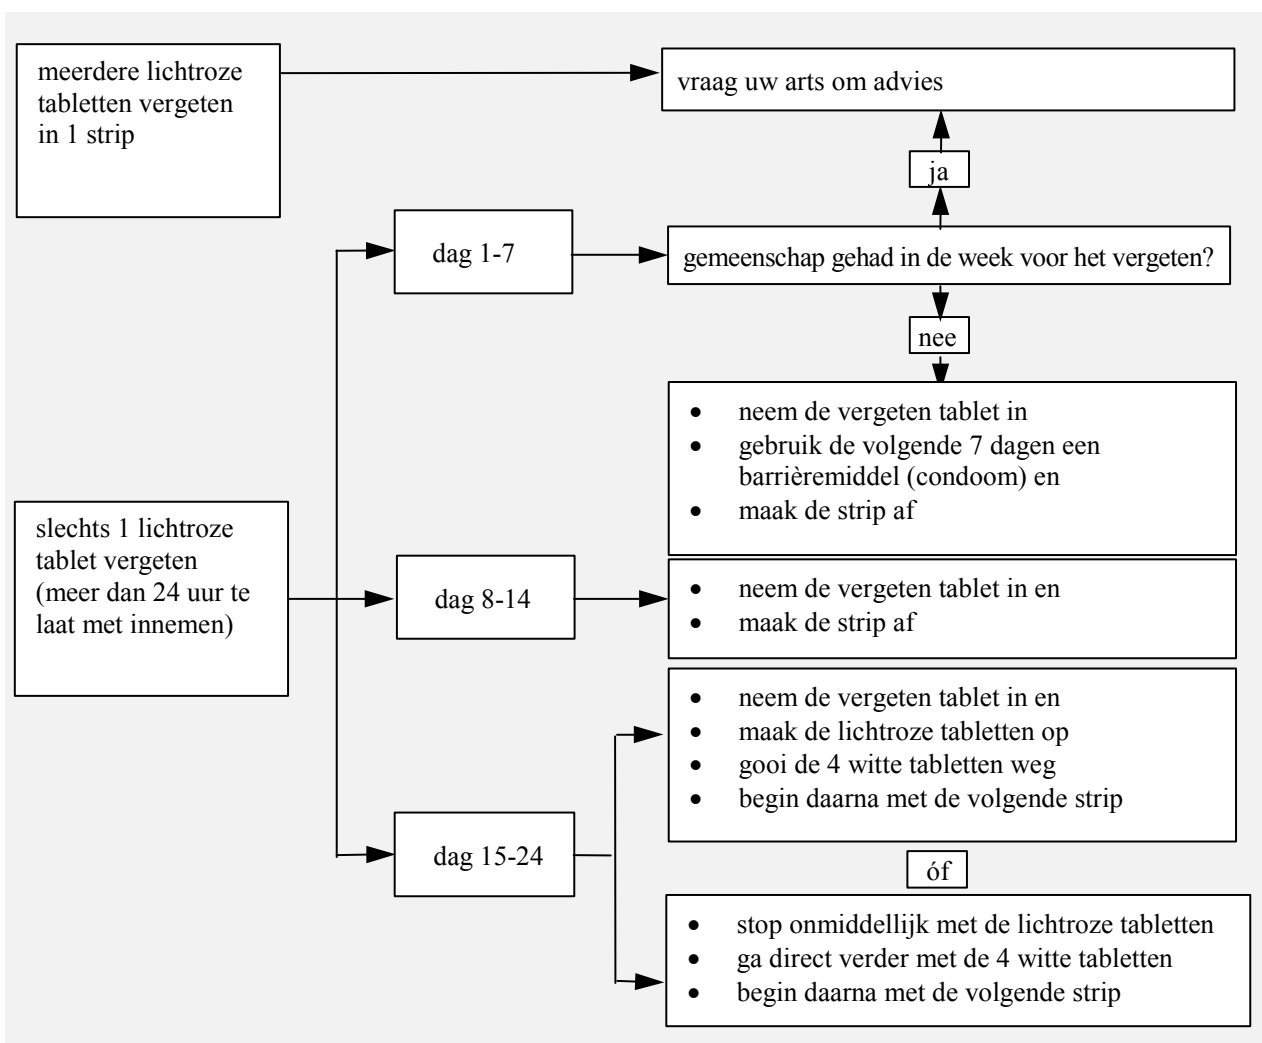 meerdere lichtroze
tabletten vergeten
in 1 strip
vraag uw arts om advies
ja
dag 1-7
gemeenschap gehad in de week voor het vergeten?
nee
• neem de vergeten tablet in
• gebruik de volgende 7 dagen een
barrièremiddel (condoom) en
• maak de strip af
slechts 1 lichtroze
tablet vergeten
(meer dan 24 uur te
laat met innemen)
dag 8-14
• neem de vergeten tablet in en
• maak de strip af
dag 15-24
• neem de vergeten tablet in en
• maak de lichtroze tabletten op
• gooi de 4 witte tabletten weg
• begin daarna met de volgende strip
óf
• stop onmiddellijk met de lichtroze tabletten
• ga direct verder met de 4 witte tabletten
• begin daarna met de volgende strip